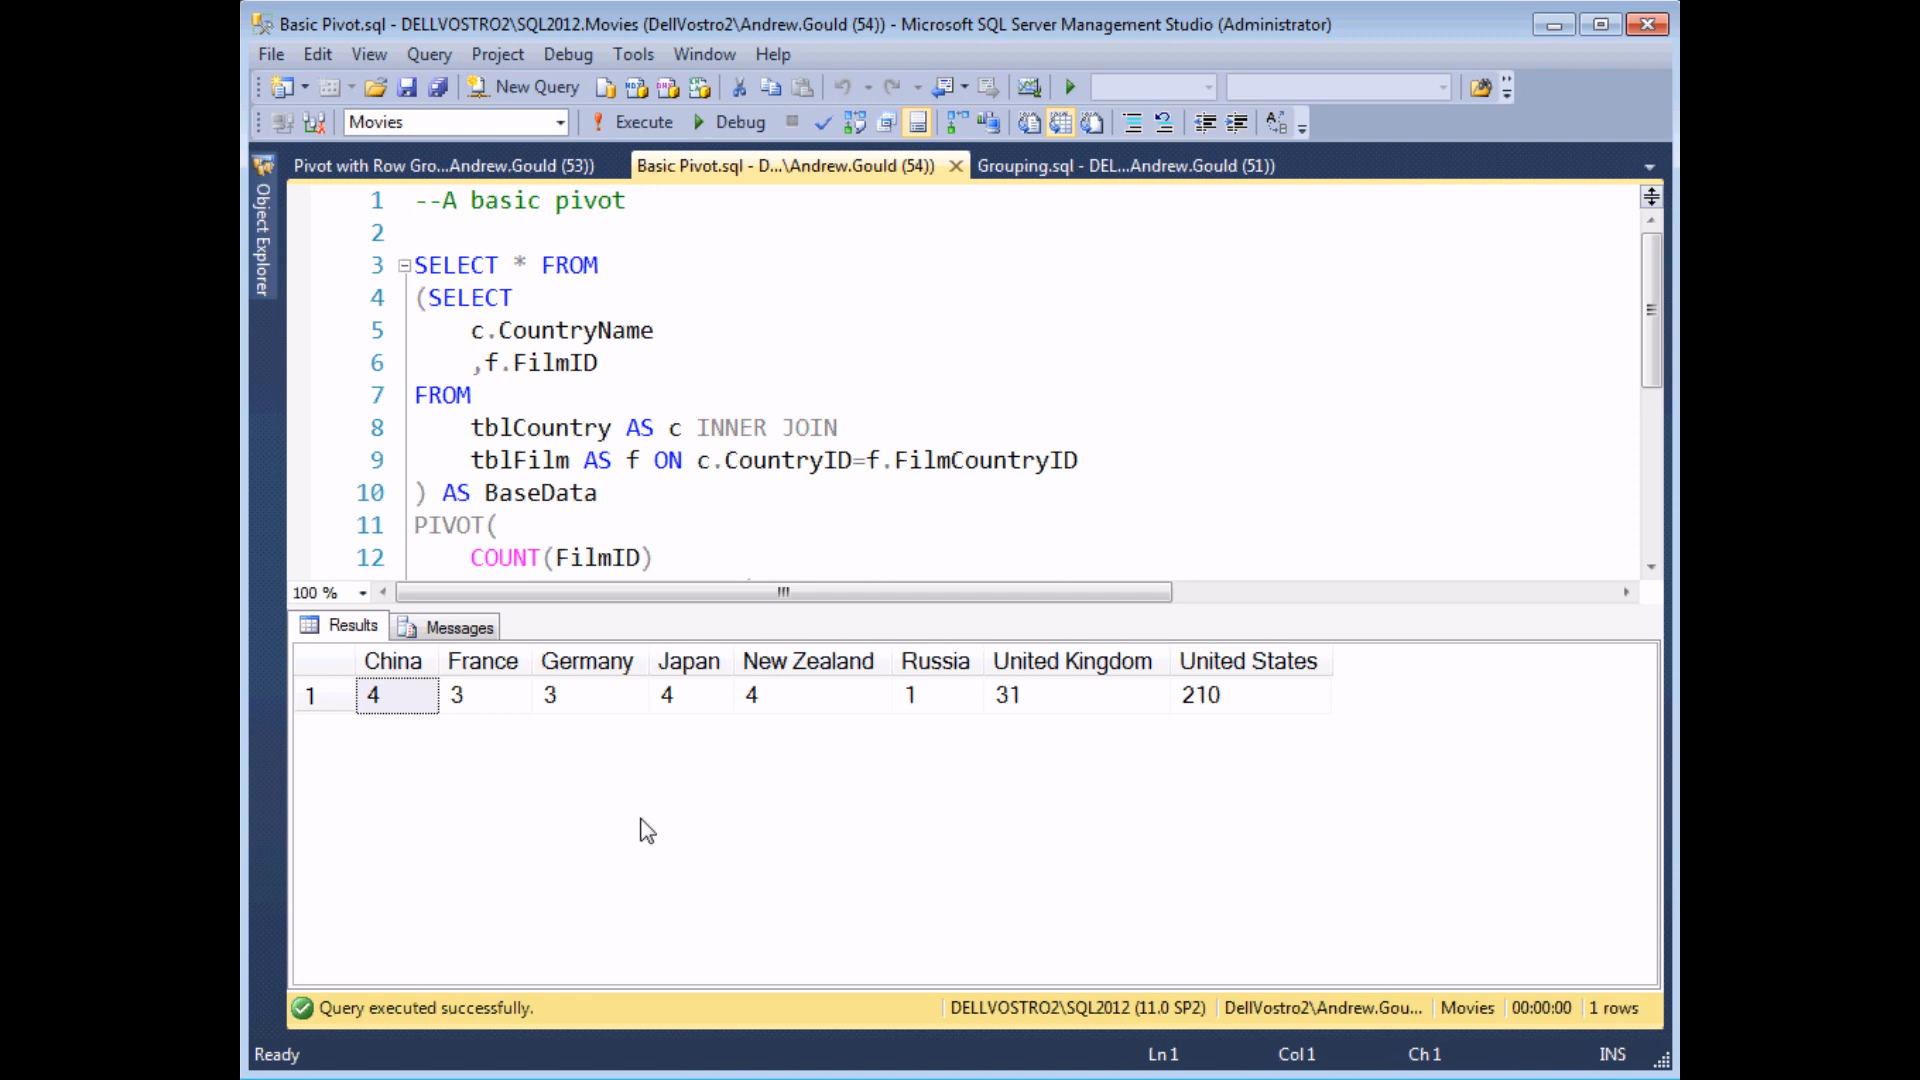 Basic Pivot.sql - DELLVOSTRO2\SQL2012.Movies (DellVostro2\Andrew.Gould (54)) - Microsoft SQL Server Management Studio (Administrator)
File Edit View Query Project Debug Tools Window Help
New Query
Movies Execute Debug
Pivot with Row Gro...Andrew.Gould (53)) Basic Pivot.sql - D...\Andrew.Gould (54)) Grouping.sql - DEL...Andrew.Gould (51))
Object Explorer
1 --A basic pivot
2
3 SELECT * FROM
4 (SELECT
5 c.CountryName
6 ,f.FilmID
7 FROM
8 tblCountry AS c INNER JOIN
9 tblFilm AS f ON c.CountryID=f.FilmCountryID
10 ) AS BaseData
11 PIVOT(
12 COUNT(FilmID)
100 %
Results Messages
China France Germany Japan New Zealand Russia United Kingdom United States
1 4 3 3 4 4 1 31 210
Query executed successfully. DELLVOSTRO2\SQL2012 (11.0 SP2) DellVostro2\Andrew.Gou... Movies 00:00:00 1 rows
Ready Ln 1 Col 1 Ch 1 INS